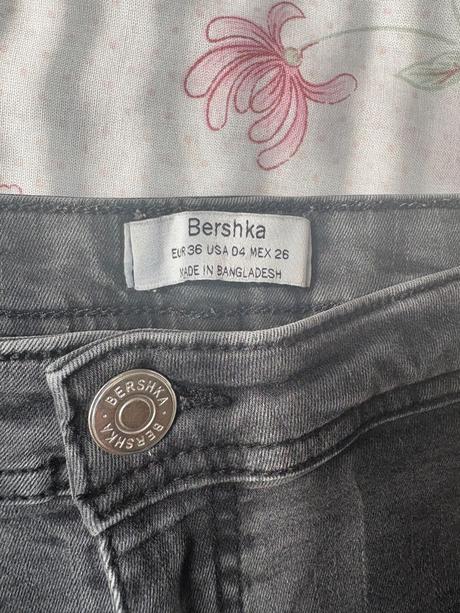 Bershka
EUR 36 USA 04 MEX 26
MADE IN BANGLADESH
· BERSHKA ·
BERSHKA